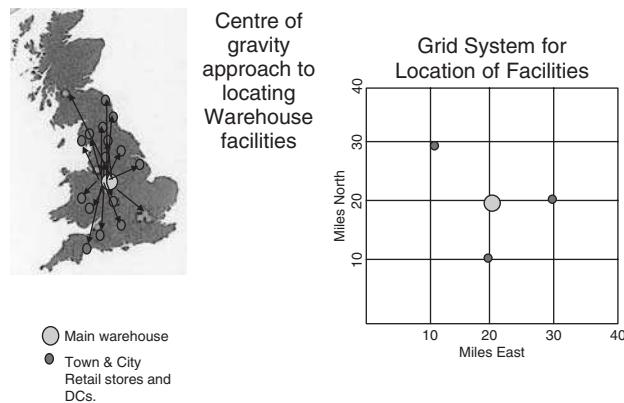 Centre of
gravity
approach to
locating
Warehouse
facilities
Main warehouse
Town & City
Retail stores and
DCs.
Grid System for
Location of Facilities
40
30
20
10
Miles North
10 20 30 40
Miles East